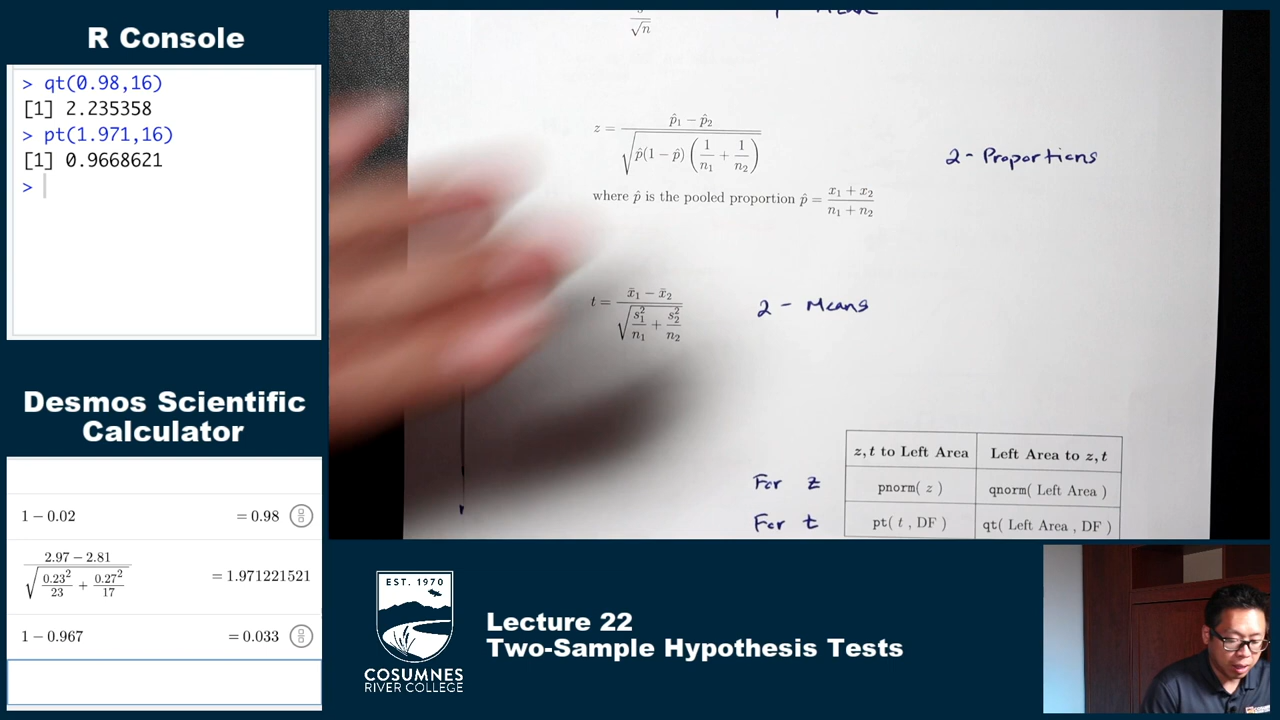 R Console
> qt(0.98,16)
[1] 2.235358
> pt(1.971,16)
[1] 0.9668621
>
Desmos Scientific
Calculator
1 − 0.02 = 0.98
(2.97 − 2.81) / √(0.23²/23 + 0.27²/17) = 1.971221521
1 − 0.967 = 0.033
√n
z = (p̂₁ − p̂₂) / √(p̂(1 − p̂)(1/n₁ + 1/n₂))
2 - Proportions
where p̂ is the pooled proportion p̂ = (x₁ + x₂) / (n₁ + n₂)
t = (x̄₁ − x̄₂) / √(s₁²/n₁ + s₂²/n₂)
2 - Means
z, t to Left Area Left Area to z, t
For z pnorm( z ) qnorm( Left Area )
For t pt( t , DF ) qt( Left Area , DF )
EST. 1970
COSUMNES
RIVER COLLEGE
Lecture 22
Two-Sample Hypothesis Tests